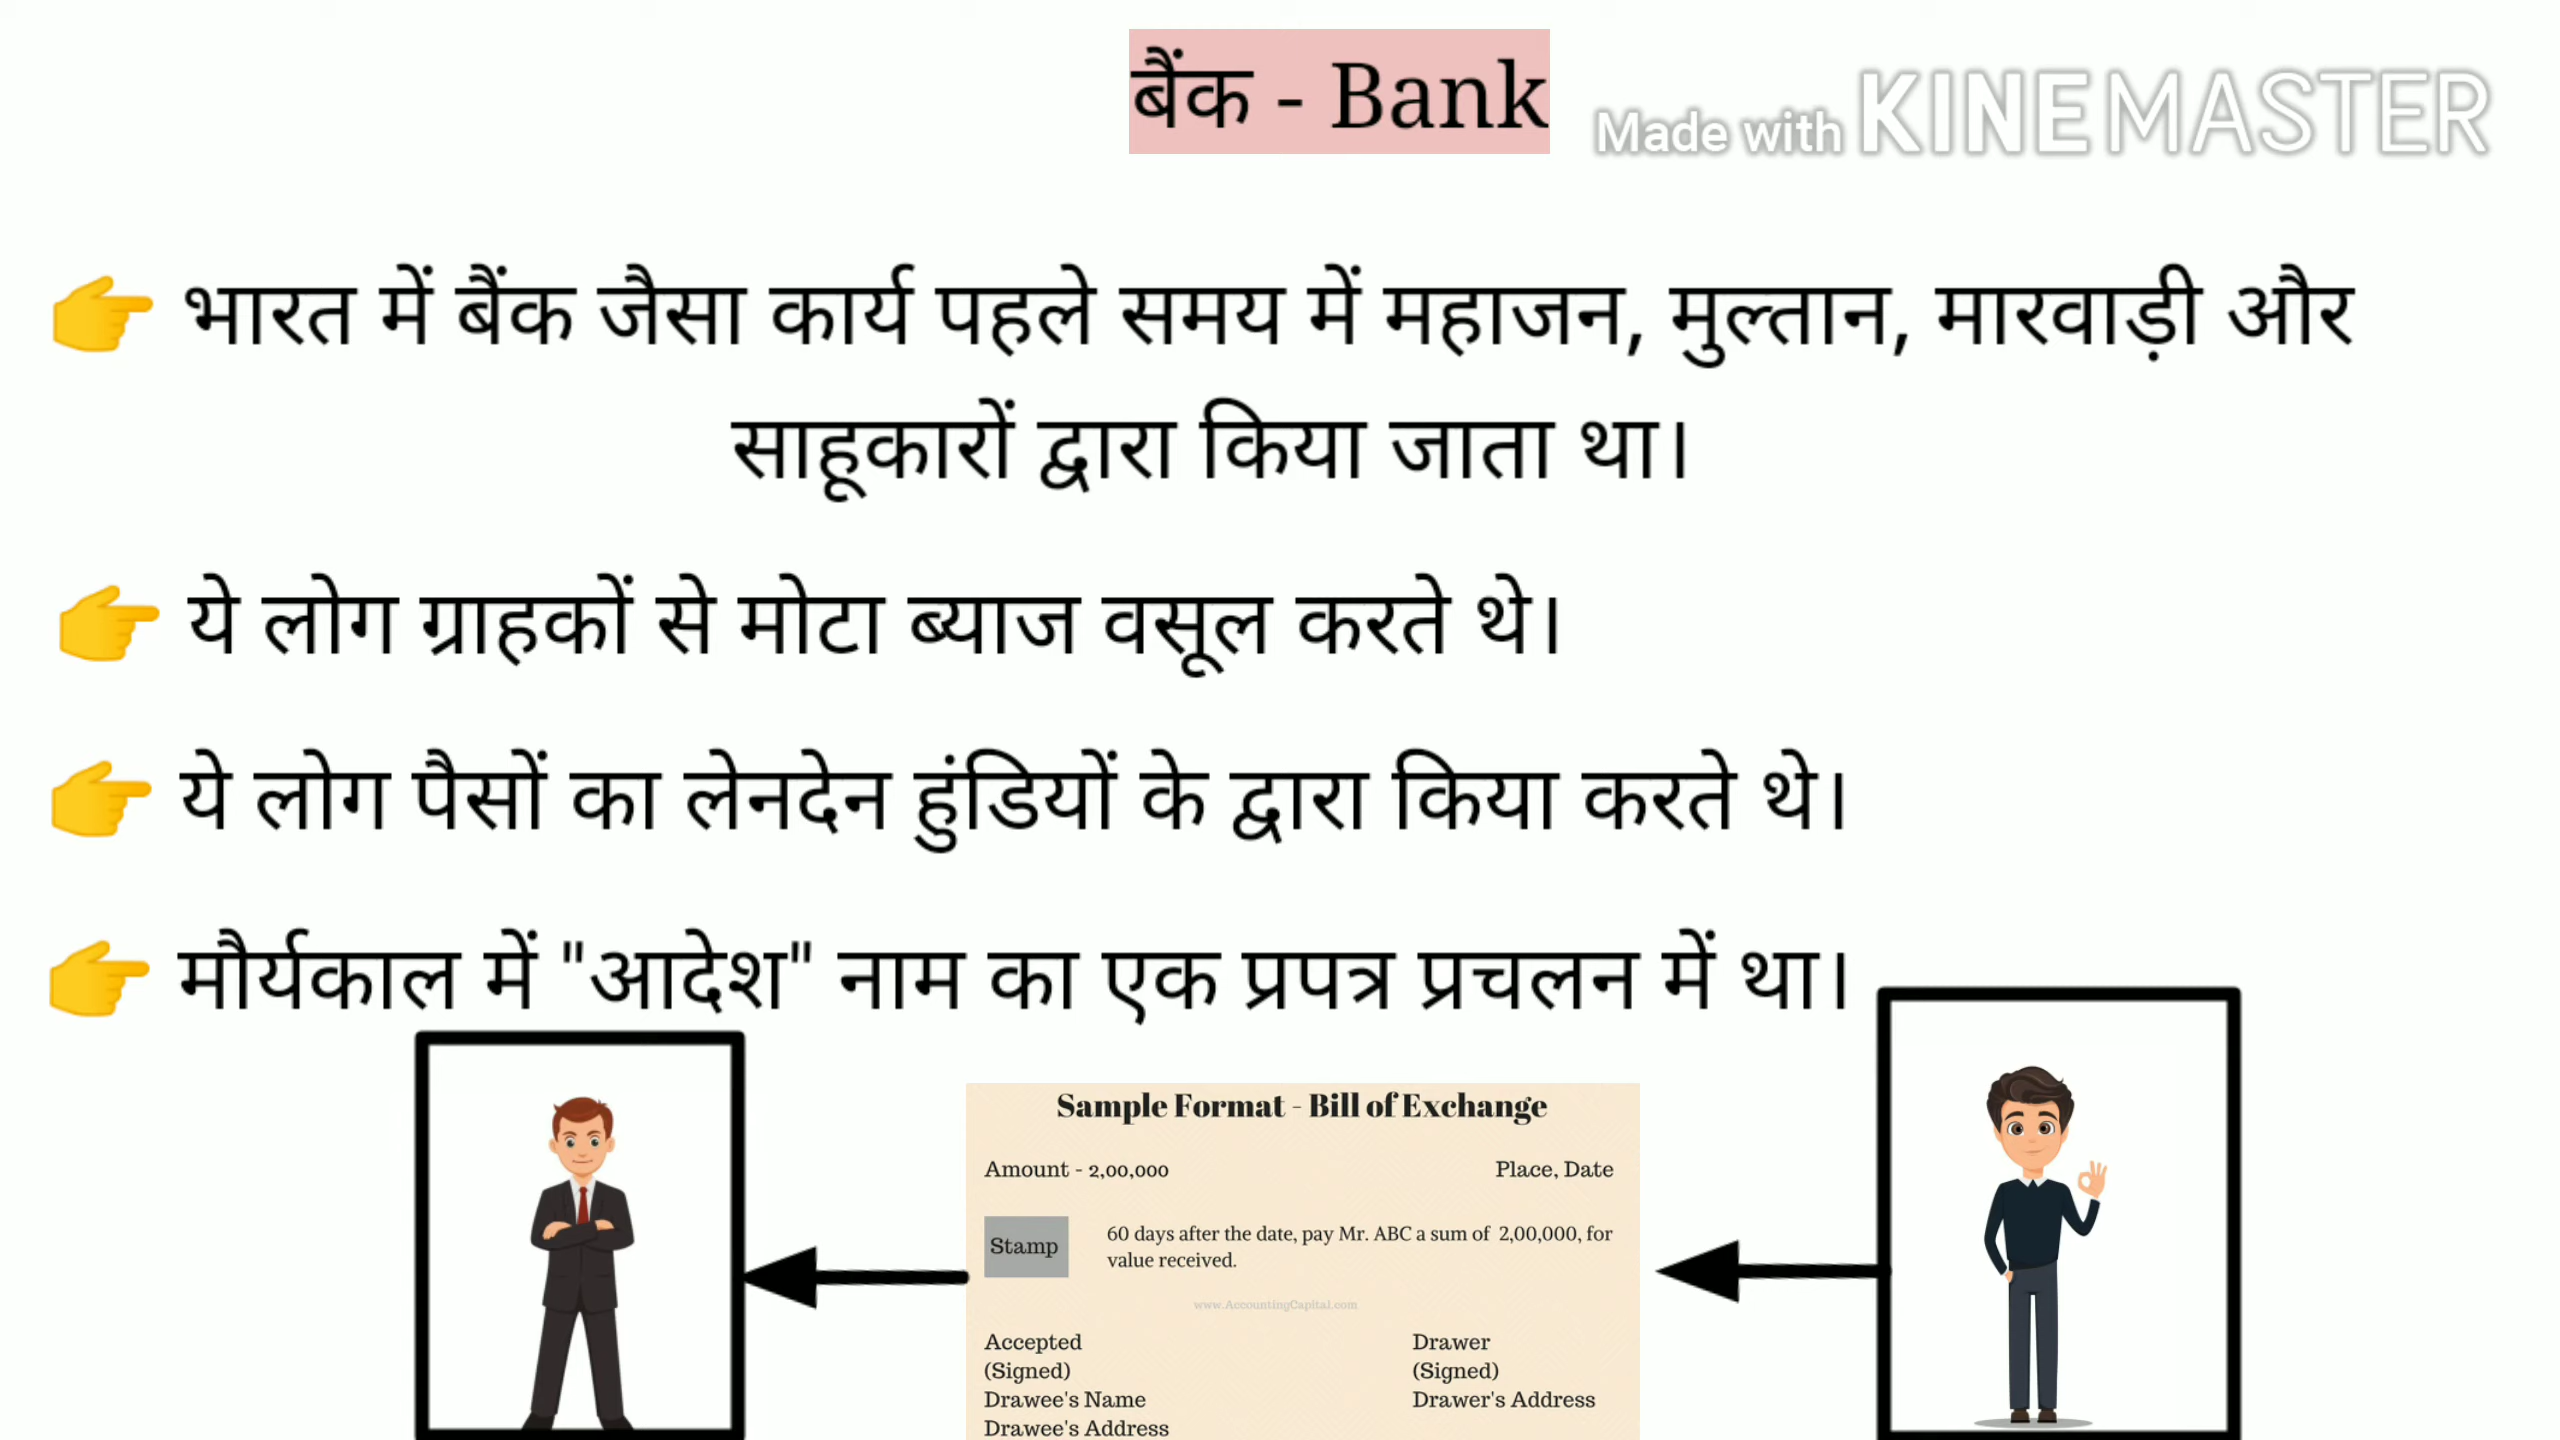 बैंक - Bank
Made with KINEMASTER
👉 भारत में बैंक जैसा कार्य पहले समय में महाजन, मुल्तान, मारवाड़ी और
साहूकारों द्वारा किया जाता था।
👉 ये लोग ग्राहकों से मोटा ब्याज वसूल करते थे।
👉 ये लोग पैसों का लेनदेन हुंडियों के द्वारा किया करते थे।
👉 मौर्यकाल में "आदेश" नाम का एक प्रपत्र प्रचलन में था।
Sample Format - Bill of Exchange
Amount - 2,00,000 Place, Date
Stamp
60 days after the date, pay Mr. ABC a sum of 2,00,000, for
value received.
www.AccountingCapital.com
Accepted
(Signed)
Drawee's Name
Drawee's Address
Drawer
(Signed)
Drawer's Address